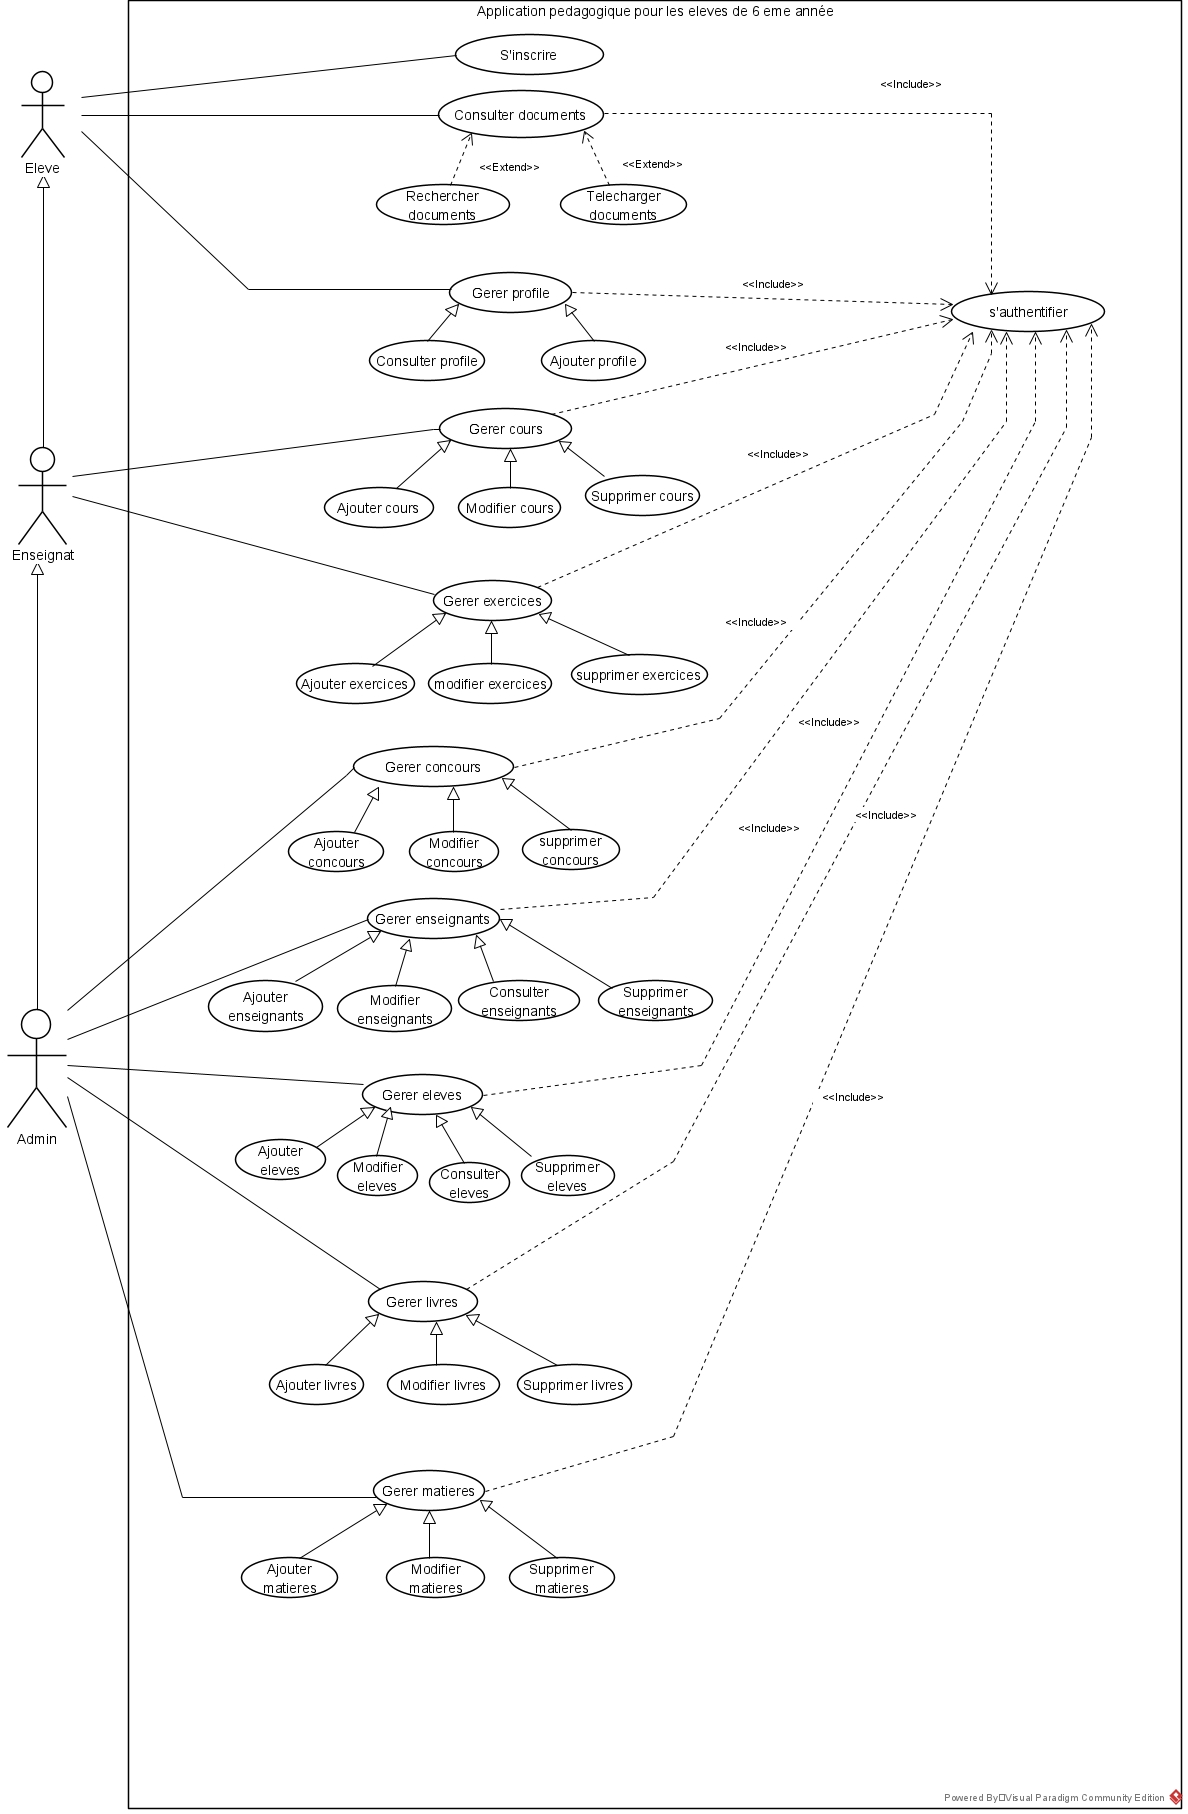 Application pedagogique pour les eleves de 6 eme année
S'inscrire
<<Include>>
Consulter documents
<<Extend>>
<<Extend>>
Eleve
Rechercher
documents
Telecharger
documents
<<Include>>
Gerer profile
s'authentifier
<<Include>>
Consulter profile
Ajouter profile
Gerer cours
<<Include>>
Ajouter cours
Modifier cours
Supprimer cours
Enseignat
Gerer exercices
<<Include>>
Ajouter exercices
modifier exercices
supprimer exercices
<<Include>>
Gerer concours
<<Include>>
<<Include>>
Ajouter
concours
Modifier
concours
supprimer
concours
Gerer enseignants
Ajouter
enseignants
Modifier
enseignants
Consulter
enseignants
Supprimer
enseignants
Gerer eleves
<<Include>>
Admin
Ajouter
eleves
Modifier
eleves
Consulter
eleves
Supprimer
eleves
Gerer livres
Ajouter livres
Modifier livres
Supprimer livres
Gerer matieres
Ajouter
matieres
Modifier
matieres
Supprimer
matieres
Powered By□Visual Paradigm Community Edition